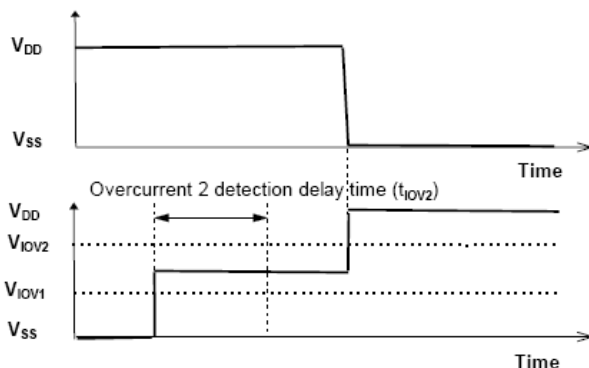 VDD
VSS
Time
Overcurrent 2 detection delay time (tIOV2)
VDD
VIOV2
VIOV1
VSS
Time